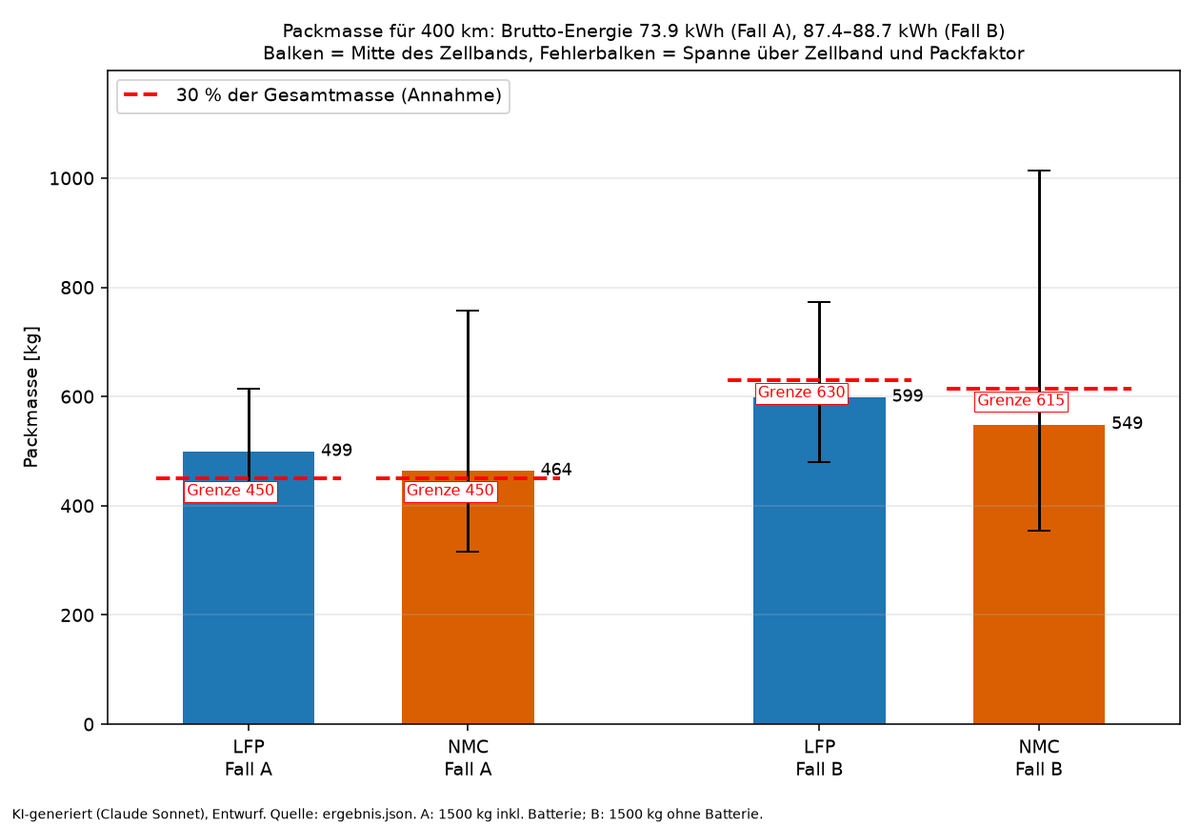 Packmasse für 400 km: Brutto-Energie 73.9 kWh (Fall A), 87.4–88.7 kWh (Fall B)
Balken = Mitte des Zellbands, Fehlerbalken = Spanne über Zellband und Packfaktor
30 % der Gesamtmasse (Annahme)
Packmasse [kg]
1000
800
600
400
200
0
Grenze 450
499
Grenze 450
464
Grenze 630
599
Grenze 615
549
LFP
Fall A
NMC
Fall A
LFP
Fall B
NMC
Fall B
KI-generiert (Claude Sonnet), Entwurf. Quelle: ergebnis.json. A: 1500 kg inkl. Batterie; B: 1500 kg ohne Batterie.